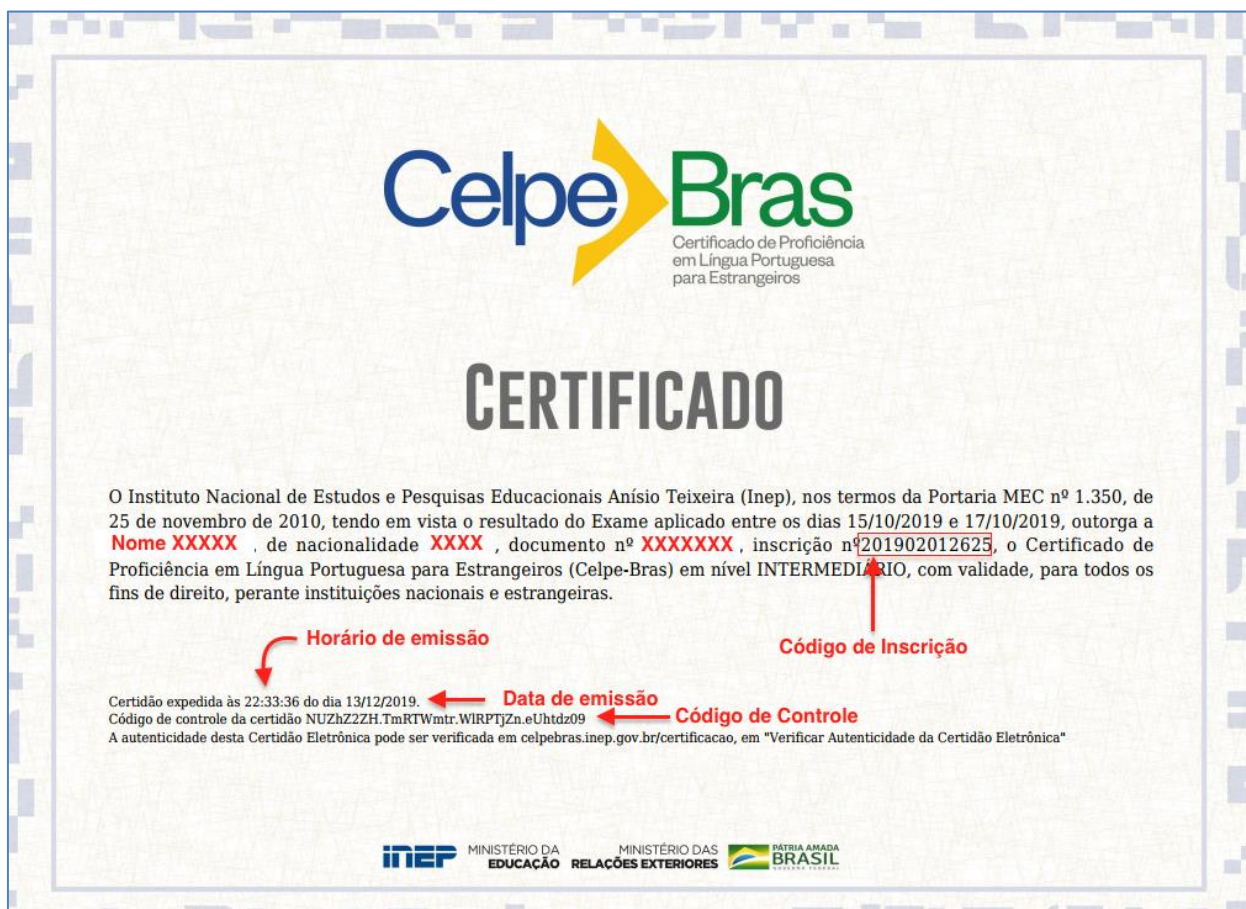 Celpe Bras
Certificado de Proficiência
em Língua Portuguesa
para Estrangeiros
CERTIFICADO
O Instituto Nacional de Estudos e Pesquisas Educacionais Anísio Teixeira (Inep), nos termos da Portaria MEC nº 1.350, de
25 de novembro de 2010, tendo em vista o resultado do Exame aplicado entre os dias 15/10/2019 e 17/10/2019, outorga a
Nome XXXXX , de nacionalidade XXXX , documento nº XXXXXXX , inscrição nº201902012625, o Certificado de
Proficiência em Língua Portuguesa para Estrangeiros (Celpe-Bras) em nível INTERMEDIÁRIO, com validade, para todos os
fins de direito, perante instituições nacionais e estrangeiras.
Horário de emissão
Código de Inscrição
Certidão expedida às 22:33:36 do dia 13/12/2019.
Data de emissão
Código de controle da certidão NUZhZ2ZH.TmRTWmtr.WlRPTjZn.eUhtdz09
Código de Controle
A autenticidade desta Certidão Eletrônica pode ser verificada em celpebras.inep.gov.br/certificacao, em "Verificar Autenticidade da Certidão Eletrônica"
inep MINISTÉRIO DA EDUCAÇÃO MINISTÉRIO DAS RELAÇÕES EXTERIORES PÁTRIA AMADA BRASIL GOVERNO FEDERAL